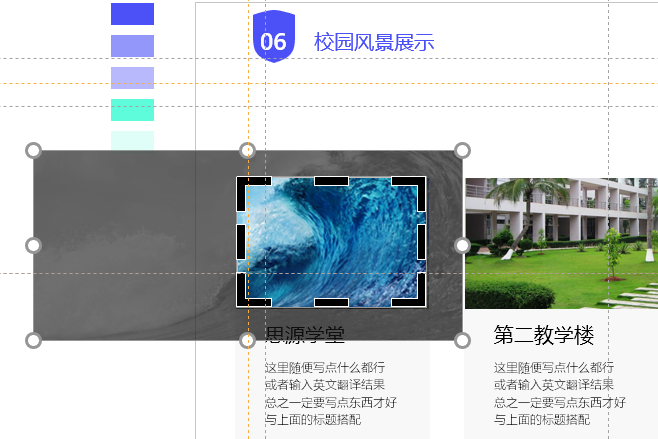 06
校园风景展示
思源学堂
这里随便写点什么都行
或者输入英文翻译结果
总之一定要写点东西才好
与上面的标题搭配
第二教学楼
这里随便写点什么都行
或者输入英文翻译结果
总之一定要写点东西才好
与上面的标题搭配